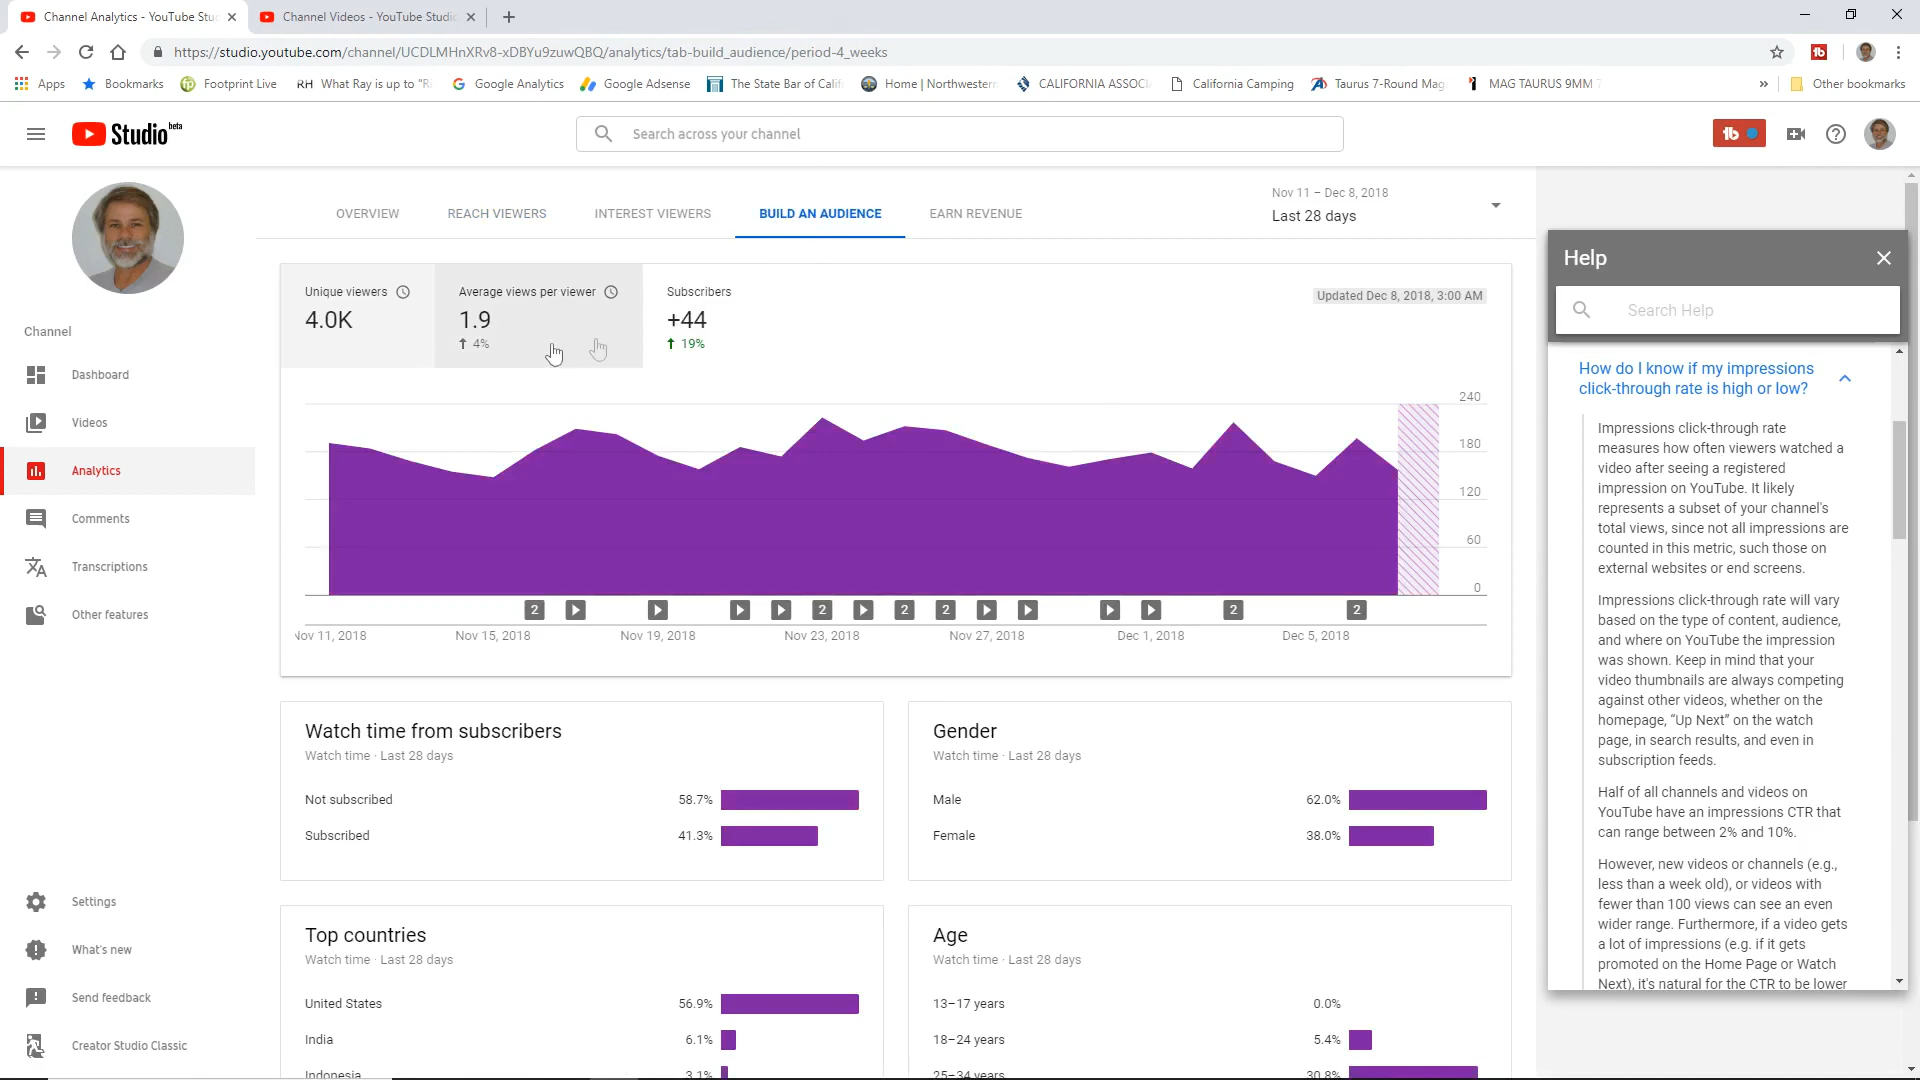 Channel Analytics - YouTube Stu
Channel Videos - YouTube Studio
https://studio.youtube.com/channel/UCDLMHnXRv8-xDBYu9zuwQBQ/analytics/tab-build_audience/period-4_weeks
Apps
Bookmarks
Footprint Live
RH What Ray is up to "R
Google Analytics
Google Adsense
The State Bar of Calif
Home | Northwestern
CALIFORNIA ASSOCI
California Camping
Taurus 7-Round Mag
MAG TAURUS 9MM 7
»
Other bookmarks
Studio beta
Search across your channel
Channel
Dashboard
Videos
Analytics
Comments
Transcriptions
Other features
Settings
What's new
Send feedback
Creator Studio Classic
OVERVIEW
REACH VIEWERS
INTEREST VIEWERS
BUILD AN AUDIENCE
EARN REVENUE
Nov 11 – Dec 8, 2018
Last 28 days
Unique viewers
4.0K
Average views per viewer
1.9
↑ 4%
Subscribers
+44
↑ 19%
Updated Dec 8, 2018, 3:00 AM
240
180
120
60
0
2
2
2
2
2
2
Nov 11, 2018
Nov 15, 2018
Nov 19, 2018
Nov 23, 2018
Nov 27, 2018
Dec 1, 2018
Dec 5, 2018
Watch time from subscribers
Watch time · Last 28 days
Not subscribed 58.7%
Subscribed 41.3%
Gender
Watch time · Last 28 days
Male 62.0%
Female 38.0%
Top countries
Watch time · Last 28 days
United States 56.9%
India 6.1%
Indonesia 3.1%
Age
Watch time · Last 28 days
13–17 years 0.0%
18–24 years 5.4%
25–34 years 30.8%
Help
Search Help
How do I know if my impressions
click-through rate is high or low?
Impressions click-through rate
measures how often viewers watched a
video after seeing a registered
impression on YouTube. It likely
represents a subset of your channel's
total views, since not all impressions are
counted in this metric, such those on
external websites or end screens.
Impressions click-through rate will vary
based on the type of content, audience,
and where on YouTube the impression
was shown. Keep in mind that your
video thumbnails are always competing
against other videos, whether on the
homepage, “Up Next” on the watch
page, in search results, and even in
subscription feeds.
Half of all channels and videos on
YouTube have an impressions CTR that
can range between 2% and 10%.
However, new videos or channels (e.g.,
less than a week old), or videos with
fewer than 100 views can see an even
wider range. Furthermore, if a video gets
a lot of impressions (e.g. if it gets
promoted on the Home Page or Watch
Next), it's natural for the CTR to be lower